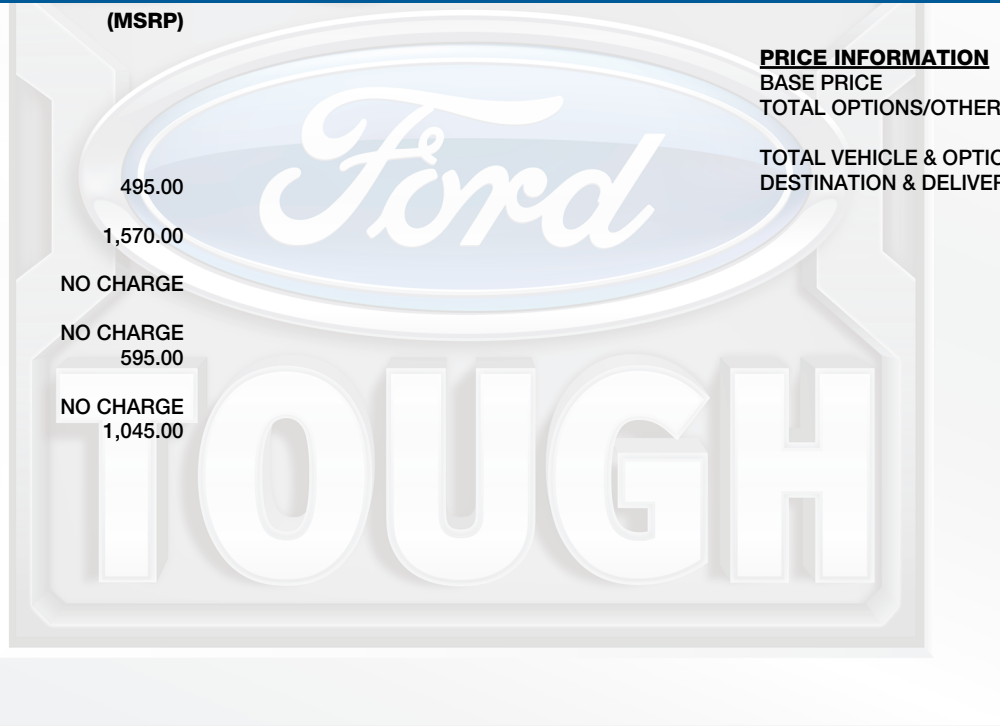 (MSRP)
495.00
1,570.00
NO CHARGE
NO CHARGE
595.00
NO CHARGE
1,045.00
PRICE INFORMATION
BASE PRICE
TOTAL OPTIONS/OTHER
TOTAL VEHICLE & OPTIO
DESTINATION & DELIVER
Ford
TOUGH